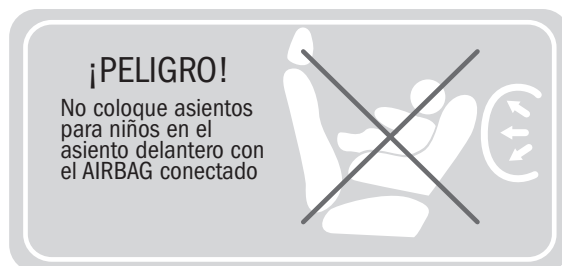 ¡PELIGRO!
No coloque asientos
para niños en el
asiento delantero con
el AIRBAG conectado